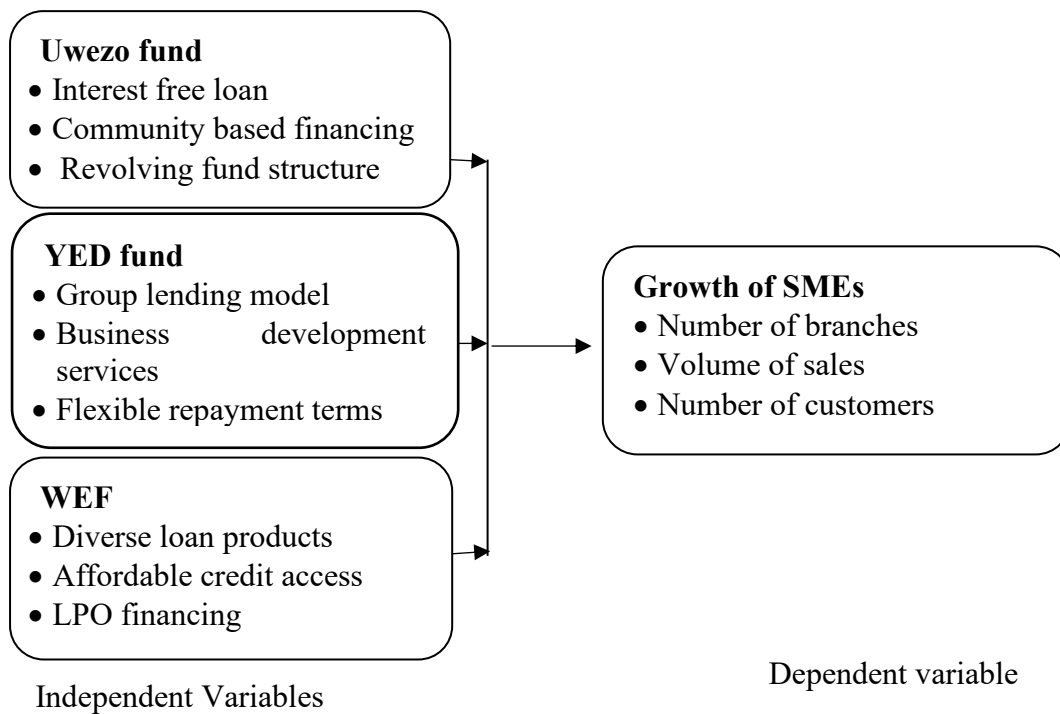 Uwezo fund
• Interest free loan
• Community based financing
• Revolving fund structure
YED fund
• Group lending model
• Business development
services
• Flexible repayment terms
WEF
• Diverse loan products
• Affordable credit access
• LPO financing
Independent Variables
Growth of SMEs
• Number of branches
• Volume of sales
• Number of customers
Dependent variable